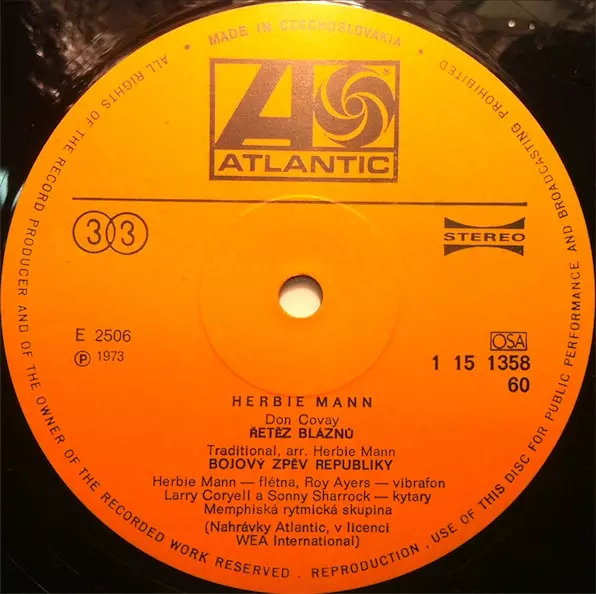 • MADE IN CZECHOSLOVAKIA •
ALL RIGHTS OF THE RECORD PRODUCER AND OF THE OWNER OF THE RECORDED WORK RESERVED . REPRODUCTION . USE OF THIS DISC FOR PUBLIC PERFORMANCE AND BROADCASTING PROHIBITED
A
ATLANTIC
33
STEREO
E 2506
Ⓟ 1973
OSA
1 15 1358
60
HERBIE MANN
Don Covay
ŘETĚZ BLÁZNŮ
Traditional, arr. Herbie Mann
BOJOVÝ ZPĚV REPUBLIKY
Herbie Mann — flétna, Roy Ayers — vibrafon
Larry Coryell a Sonny Sharrock — kytary
Memphiská rytmická skupina
(Nahrávky Atlantic, v licenci
WEA International)